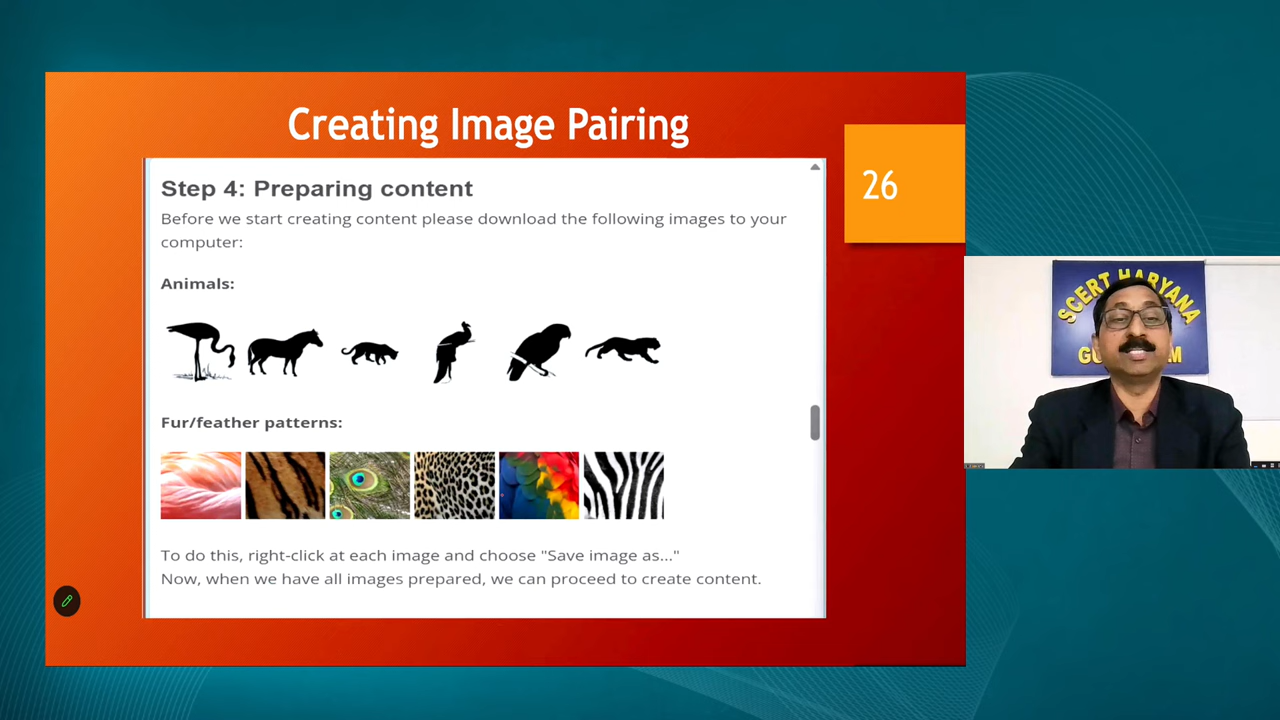 Creating Image Pairing
26
Step 4: Preparing content
Before we start creating content please download the following images to your
computer:
Animals:
Fur/feather patterns:
To do this, right-click at each image and choose "Save image as..."
Now, when we have all images prepared, we can proceed to create content.
SCERT HARYANA